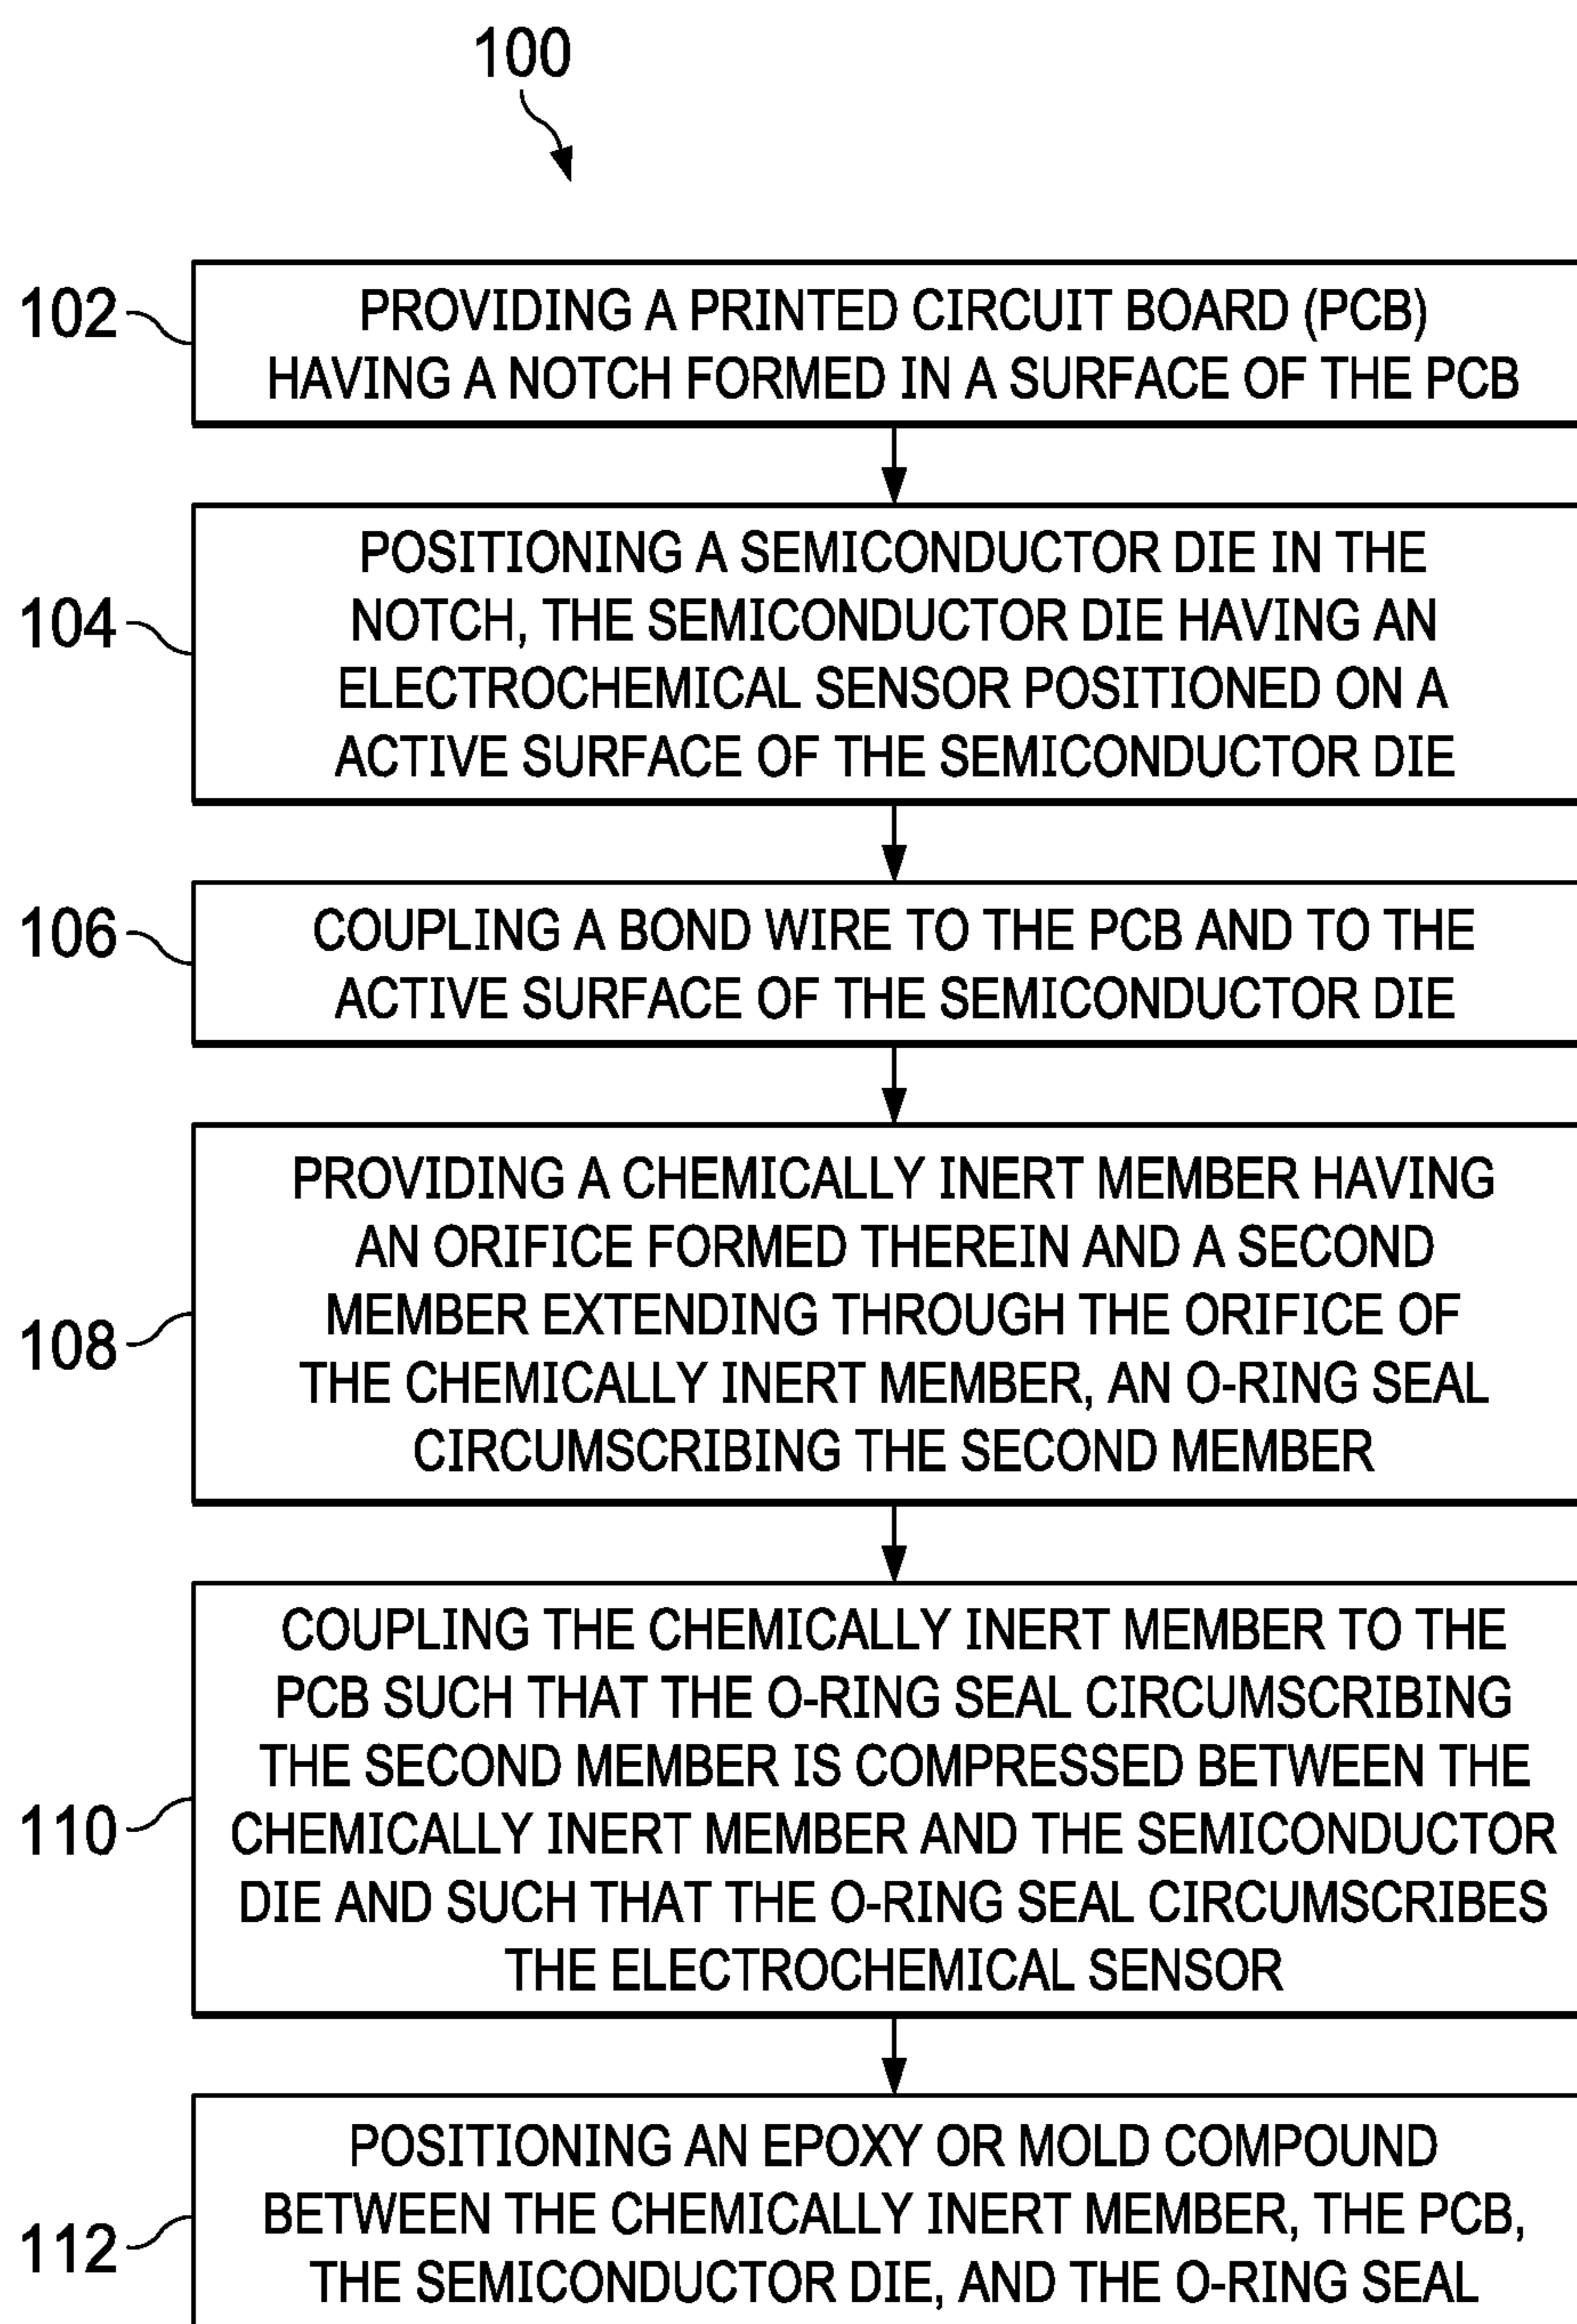 100
102
PROVIDING A PRINTED CIRCUIT BOARD (PCB)
HAVING A NOTCH FORMED IN A SURFACE OF THE PCB
104
POSITIONING A SEMICONDUCTOR DIE IN THE
NOTCH, THE SEMICONDUCTOR DIE HAVING AN
ELECTROCHEMICAL SENSOR POSITIONED ON A
ACTIVE SURFACE OF THE SEMICONDUCTOR DIE
106
COUPLING A BOND WIRE TO THE PCB AND TO THE
ACTIVE SURFACE OF THE SEMICONDUCTOR DIE
108
PROVIDING A CHEMICALLY INERT MEMBER HAVING
AN ORIFICE FORMED THEREIN AND A SECOND
MEMBER EXTENDING THROUGH THE ORIFICE OF
THE CHEMICALLY INERT MEMBER, AN O-RING SEAL
CIRCUMSCRIBING THE SECOND MEMBER
110
COUPLING THE CHEMICALLY INERT MEMBER TO THE
PCB SUCH THAT THE O-RING SEAL CIRCUMSCRIBING
THE SECOND MEMBER IS COMPRESSED BETWEEN THE
CHEMICALLY INERT MEMBER AND THE SEMICONDUCTOR
DIE AND SUCH THAT THE O-RING SEAL CIRCUMSCRIBES
THE ELECTROCHEMICAL SENSOR
112
POSITIONING AN EPOXY OR MOLD COMPOUND
BETWEEN THE CHEMICALLY INERT MEMBER, THE PCB,
THE SEMICONDUCTOR DIE, AND THE O-RING SEAL